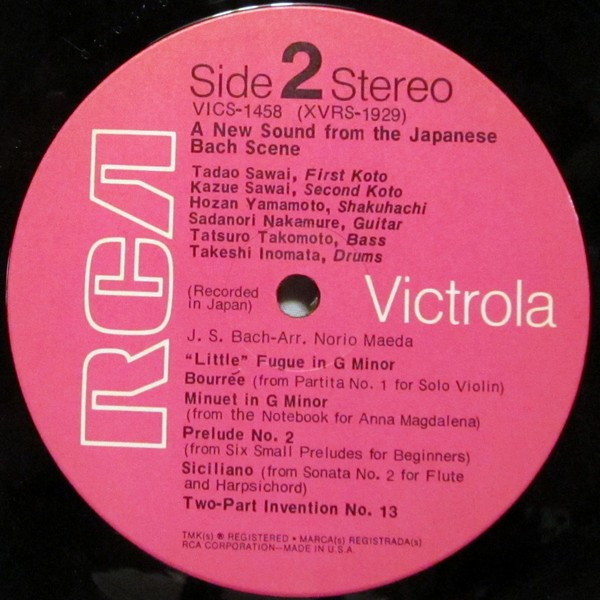 RCA
Side 2 Stereo
VICS-1458 (XVRS-1929)
A New Sound from the Japanese
Bach Scene
Tadao Sawai, First Koto
Kazue Sawai, Second Koto
Hozan Yamamoto, Shakuhachi
Sadanori Nakamure, Guitar
Tatsuro Takomoto, Bass
Takeshi Inomata, Drums
(Recorded
in Japan)
Victrola
J. S. Bach-Arr. Norio Maeda
"Little" Fugue in G Minor
Bourrée (from Partita No. 1 for Solo Violin)
Minuet in G Minor
(from the Notebook for Anna Magdalena)
Prelude No. 2
(from Six Small Preludes for Beginners)
Siciliano (from Sonata No. 2 for Flute
and Harpsichord)
Two-Part Invention No. 13
TMK(s) ® REGISTERED • MARCA(s) REGISTRADA(s)
RCA CORPORATION—MADE IN U.S.A.